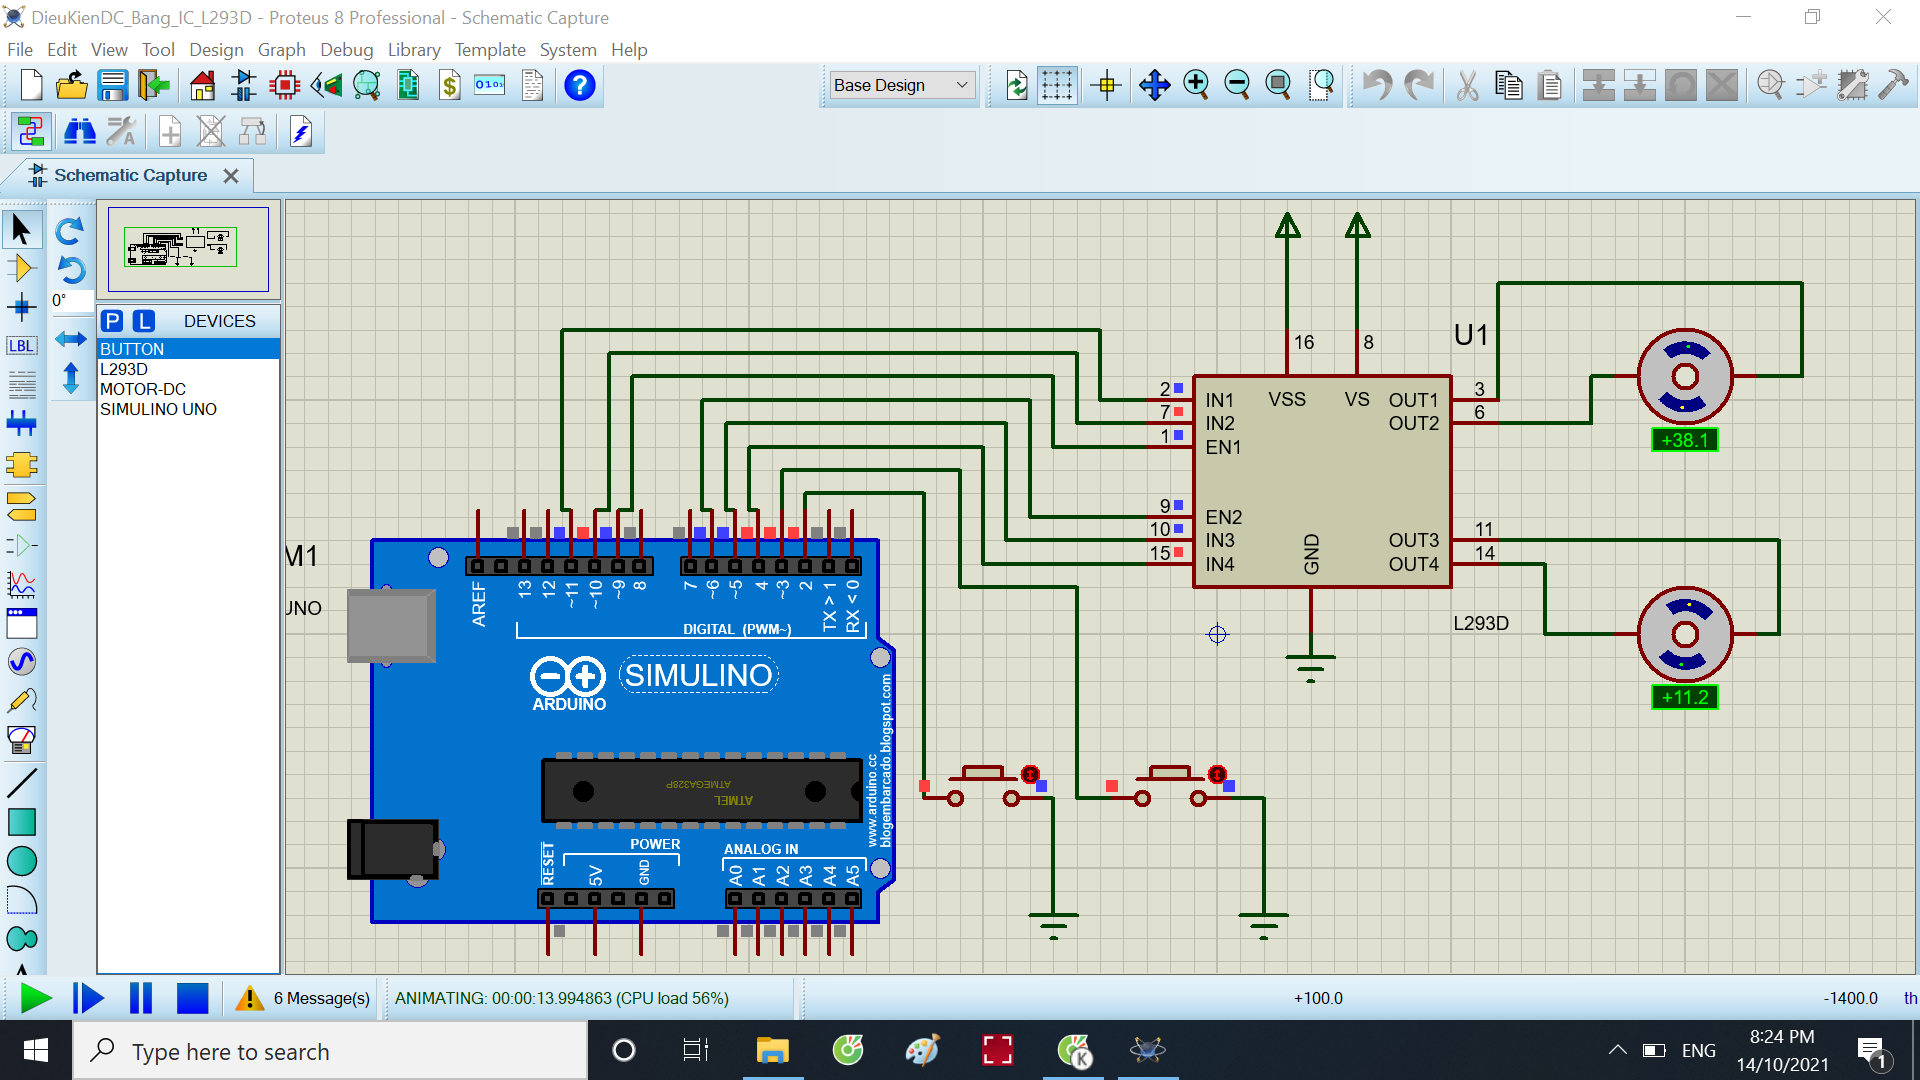 DieuKienDC_Bang_IC_L293D - Proteus 8 Professional - Schematic Capture
File Edit View Tool Design Graph Debug Library Template System Help
Base Design
Schematic Capture
0°
P L DEVICES
LBL
BUTTON
L293D
MOTOR-DC
SIMULINO UNO
16
8
U1
2
7
1
9
10
15
IN1
IN2
EN1
EN2
IN3
IN4
VSS
VS
GND
OUT1
OUT2
OUT3
OUT4
3
6
11
14
L293D
+38.1
+11.2
M1
UNO
AREF
13
12
~11
~10
~9
8
7
~6
~5
4
~3
2
TX > 1
RX < 0
DIGITAL (PWM~)
SIMULINO
ARDUINO
www.arduino.cc
blogembarcado.blogspot.com
ATMEGA328P
ATMEL
RESET
5V
GND
POWER
ANALOG IN
A0
A1
A2
A3
A4
A5
6 Message(s)
ANIMATING: 00:00:13.994863 (CPU load 56%)
+100.0
-1400.0
th
Type here to search
ENG
8:24 PM
14/10/2021
1